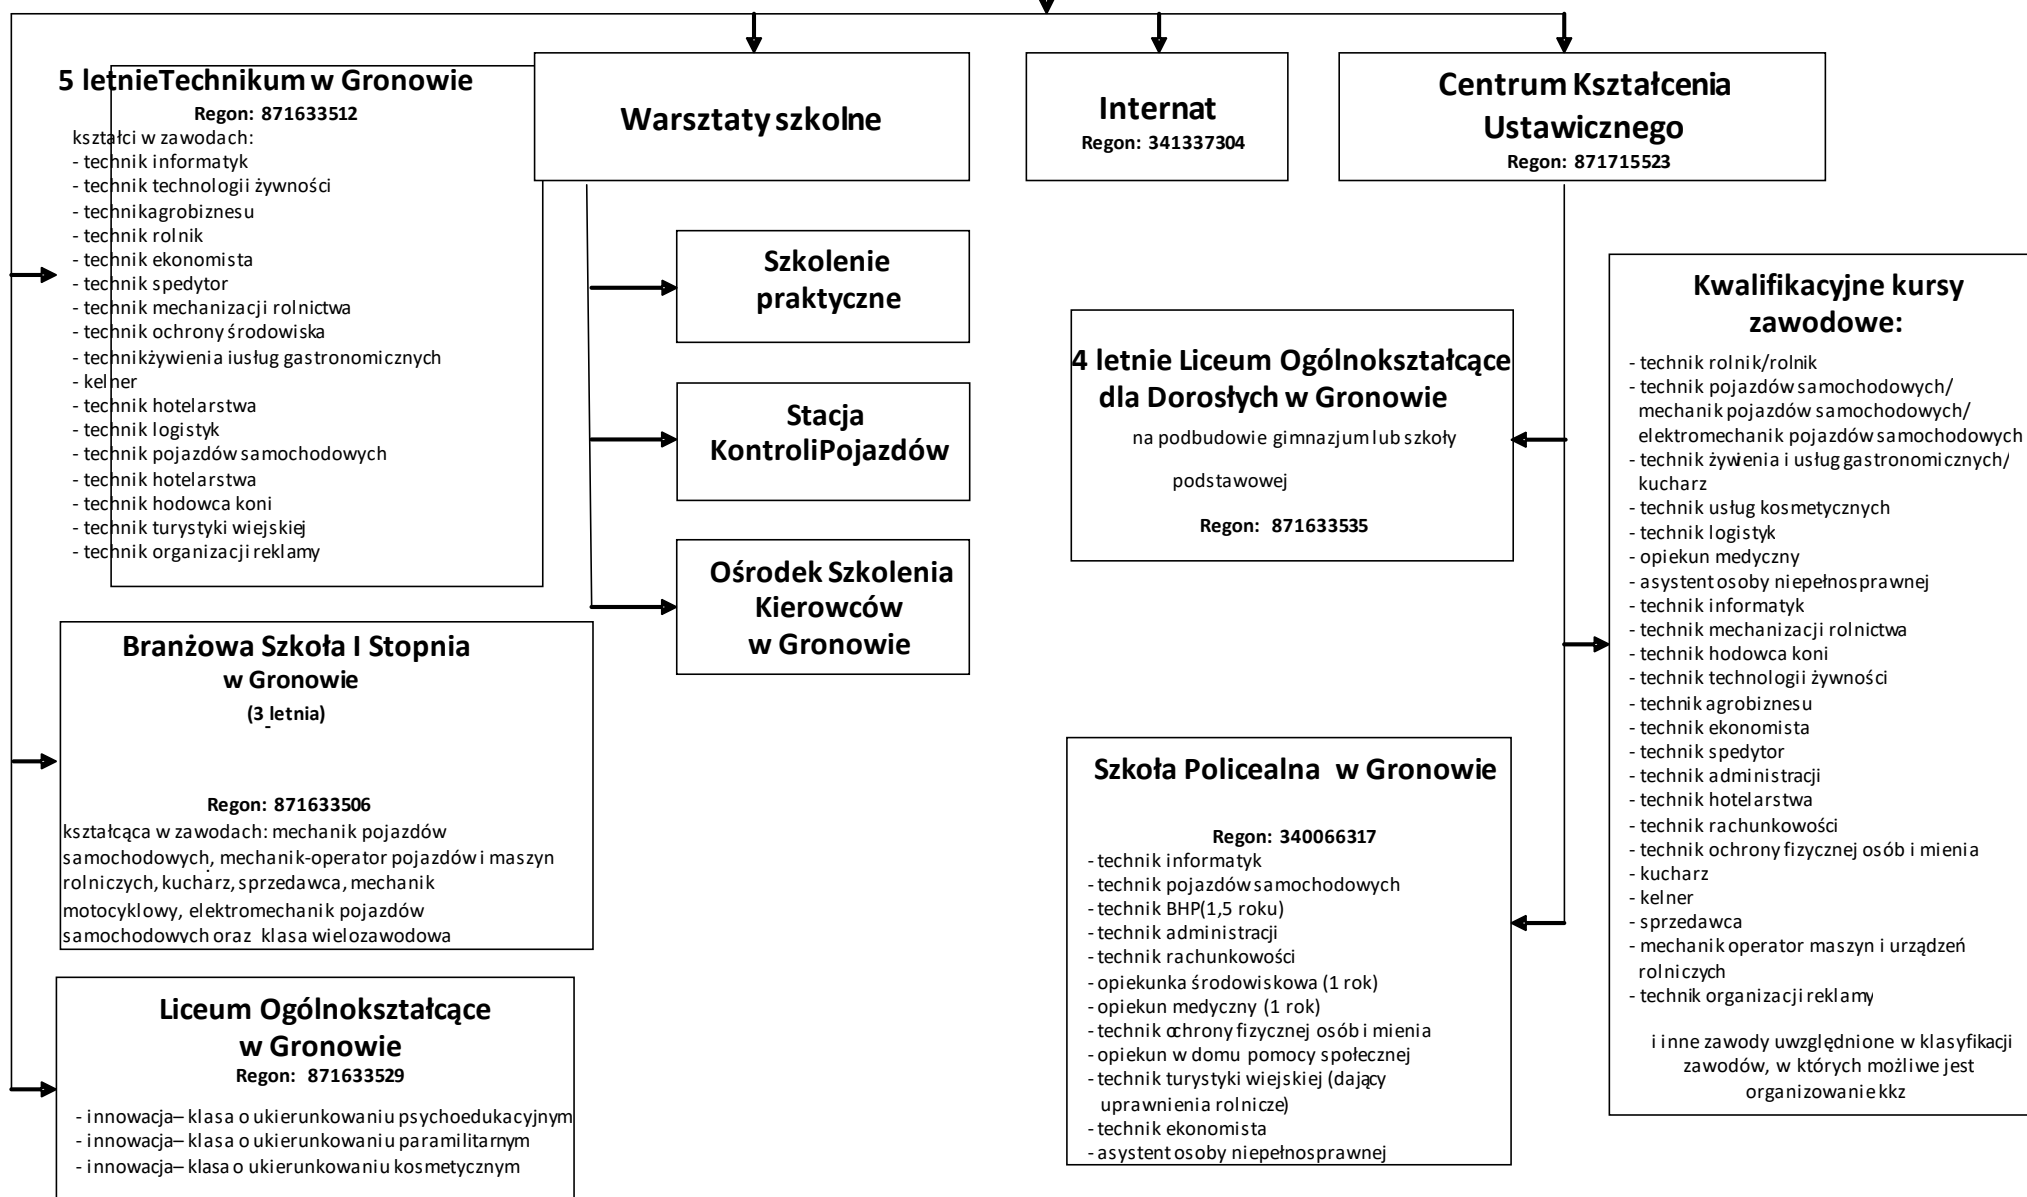 5 letnieTechnikum w Gronowie
Regon: 871633512
kształci w zawodach:
- technik informatyk
- technik technologii żywności
- technikagrobiznesu
- technik rolnik
- technik ekonomista
- technik spedytor
- technik mechanizacji rolnictwa
- technik ochrony środowiska
- technikżywienia iusług gastronomicznych
- kelner
- technik hotelarstwa
- technik logistyk
- technik pojazdów samochodowych
- technik hotelarstwa
- technik hodowca koni
- technik turystyki wiejskiej
- technik organizacji reklamy
Branżowa Szkoła I Stopnia
w Gronowie
(3 letnia)
-
Regon: 871633506
kształcąca w zawodach: mechanik pojazdów
samochodowych, mechanik-operator pojazdów i maszyn
rolniczych, kucharz, sprzedawca, mechanik
motocyklowy, elektromechanik pojazdów
samochodowych oraz klasa wielozawodowa
Liceum Ogólnokształcące
w Gronowie
Regon: 871633529
- innowacja– klasa o ukierunkowaniu psychoedukacyjnym
- innowacja– klasa o ukierunkowaniu paramilitarnym
- innowacja– klasa o ukierunkowaniu kosmetycznym
Warsztaty szkolne
Szkolenie
praktyczne
Stacja
KontroliPojazdów
Ośrodek Szkolenia
Kierowców
w Gronowie
Internat
Regon: 341337304
Centrum Kształcenia
Ustawicznego
Regon: 871715523
4 letnie Liceum Ogólnokształcące
dla Dorosłych w Gronowie
na podbudowie gimnazjum lub szkoły
podstawowej
Regon: 871633535
Szkoła Policealna w Gronowie
Regon: 340066317
- technik informatyk
- technik pojazdów samochodowych
- technik BHP(1,5 roku)
- technik administracji
- technik rachunkowości
- opiekunka środowiskowa (1 rok)
- opiekun medyczny (1 rok)
- technik ochrony fizycznej osób i mienia
- opiekun w domu pomocy społecznej
- technik turystyki wiejskiej (dający
uprawnienia rolnicze)
- technik ekonomista
- asystent osoby niepełnosprawnej
Kwalifikacyjne kursy
zawodowe:
- technik rolnik/rolnik
- technik pojazdów samochodowych/
mechanik pojazdów samochodowych/
elektromechanik pojazdów samochodowych
- technik żywienia i usług gastronomicznych/
kucharz
- technik usług kosmetycznych
- technik logistyk
- opiekun medyczny
- asystent osoby niepełnosprawnej
- technik informatyk
- technik mechanizacji rolnictwa
- technik hodowca koni
- technik technologii żywności
- technik agrobiznesu
- technik ekonomista
- technik spedytor
- technik administracji
- technik hotelarstwa
- technik rachunkowości
- technik ochrony fizycznej osób i mienia
- kucharz
- kelner
- sprzedawca
- mechanik operator maszyn i urządzeń
rolniczych
- technik organizacji reklamy
i inne zawody uwzględnione w klasyfikacji
zawodów, w których możliwe jest
organizowanie kkz